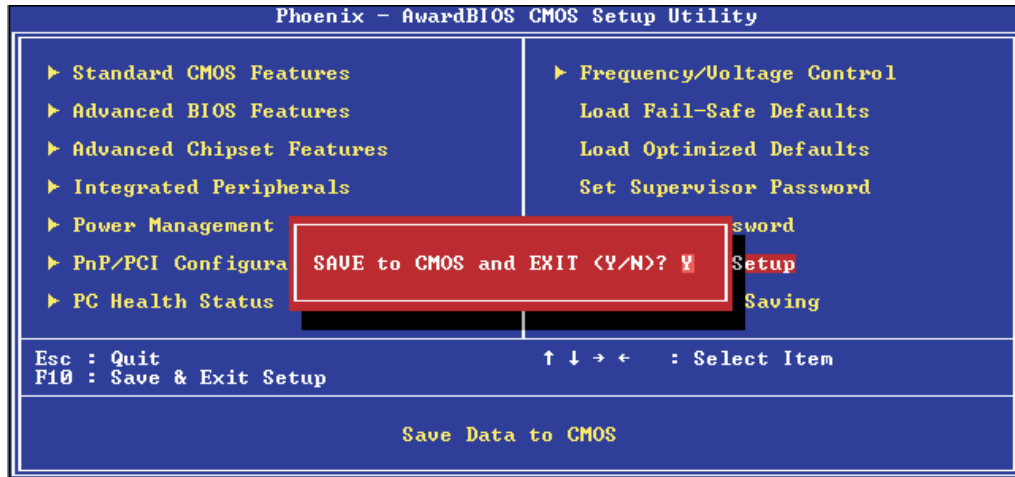 Phoenix - AwardBIOS CMOS Setup Utility
Standard CMOS Features
Advanced BIOS Features
Advanced Chipset Features
Integrated Peripherals
Power Management
PnP/PCI Configura
PC Health Status
Frequency/Voltage Control
Load Fail-Safe Defaults
Load Optimized Defaults
Set Supervisor Password
sword
Setup
Saving
SAVE to CMOS and EXIT (Y/N)? Y
Esc : Quit
F10 : Save & Exit Setup
↑ ↓ → ← : Select Item
Save Data to CMOS